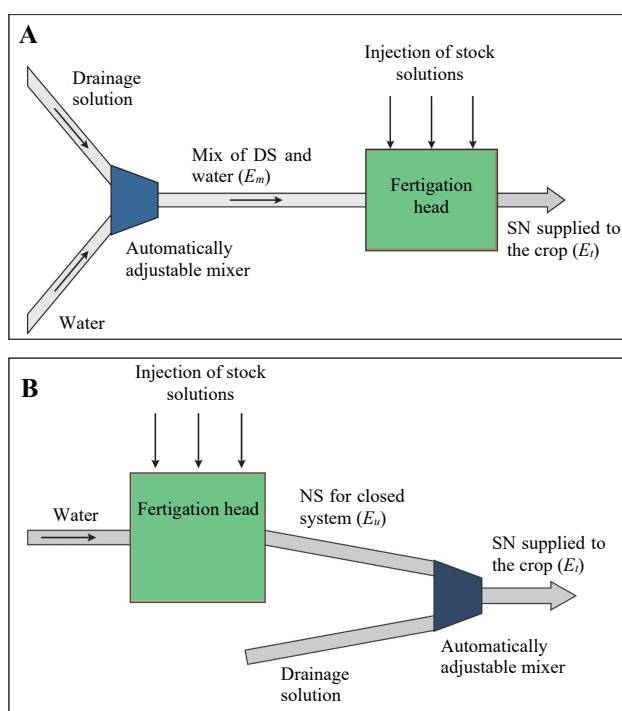 A
Injection of stock
solutions
Drainage
solution
Mix of DS and
water (Em)
Fertigation
head
SN supplied to
the crop (Et)
Automatically
adjustable mixer
Water
B
Injection of stock
solutions
Water
Fertigation head
NS for closed
system (Eu)
SN supplied to
the crop (Et)
Automatically
adjustable mixer
Drainage
solution